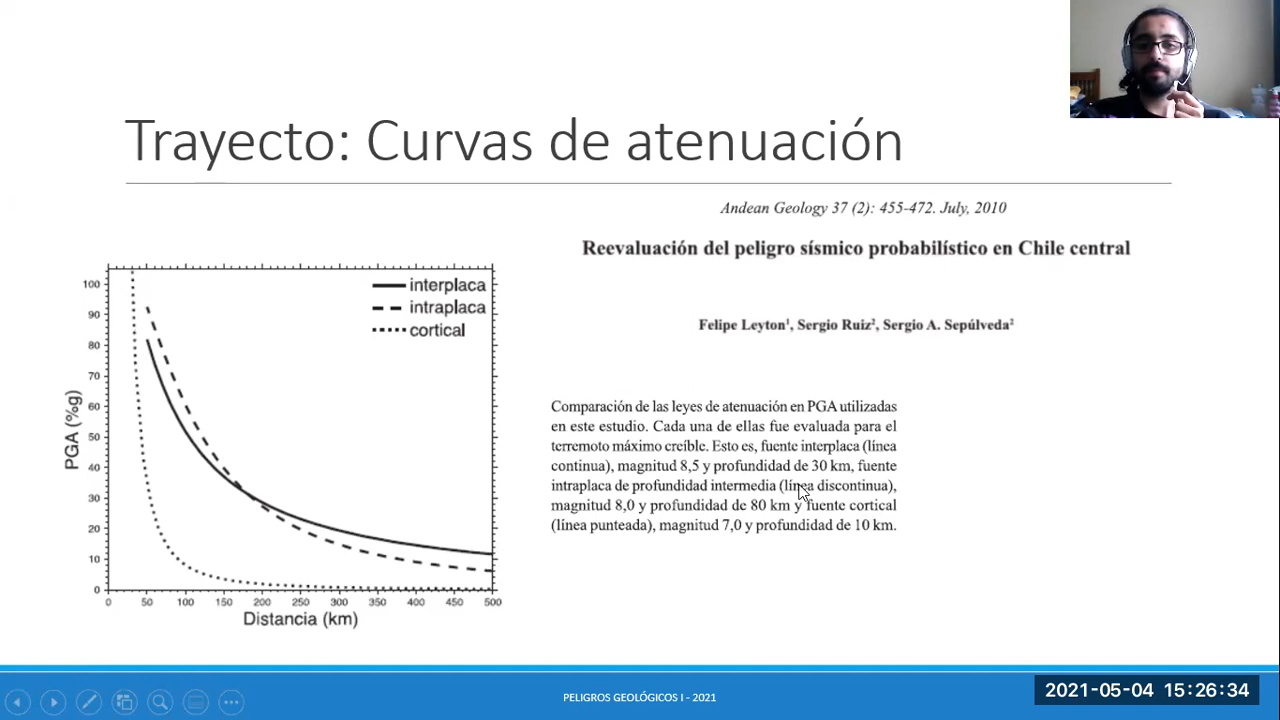 Trayecto: Curvas de atenuación
Andean Geology 37 (2): 455-472. July, 2010
Reevaluación del peligro sísmico probabilístico en Chile central
Felipe Leyton¹, Sergio Ruiz², Sergio A. Sepúlveda²
interplaca
intraplaca
cortical
PGA (%g)
100
90
80
70
60
50
40
30
20
10
0
0 50 100 150 200 250 300 350 400 450 500
Distancia (km)
Comparación de las leyes de atenuación en PGA utilizadas
en este estudio. Cada una de ellas fue evaluada para el
terremoto máximo creíble. Esto es, fuente interplaca (línea
continua), magnitud 8,5 y profundidad de 30 km, fuente
intraplaca de profundidad intermedia (línea discontinua),
magnitud 8,0 y profundidad de 80 km y fuente cortical
(línea punteada), magnitud 7,0 y profundidad de 10 km.
PELIGROS GEOLÓGICOS I - 2021
2021-05-04 15:26:34